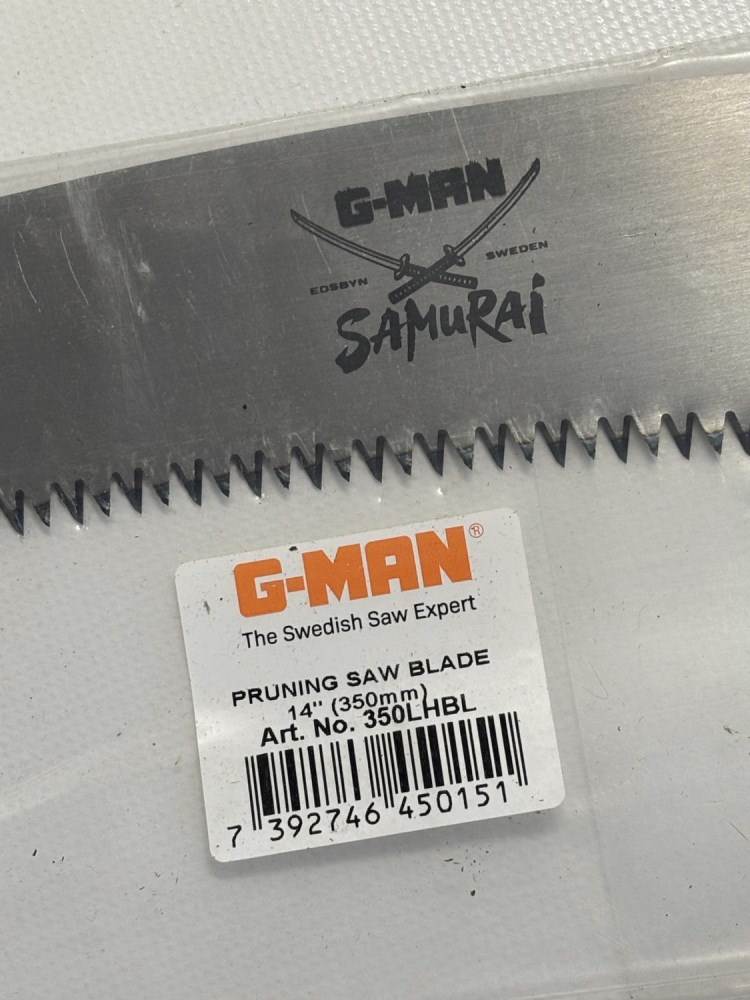 G-MAN
EDSBYN SWEDEN
SAMURAI
G-MAN®
The Swedish Saw Expert
PRUNING SAW BLADE
14" (350mm)
Art. No. 350LHBL
7 392746 450151